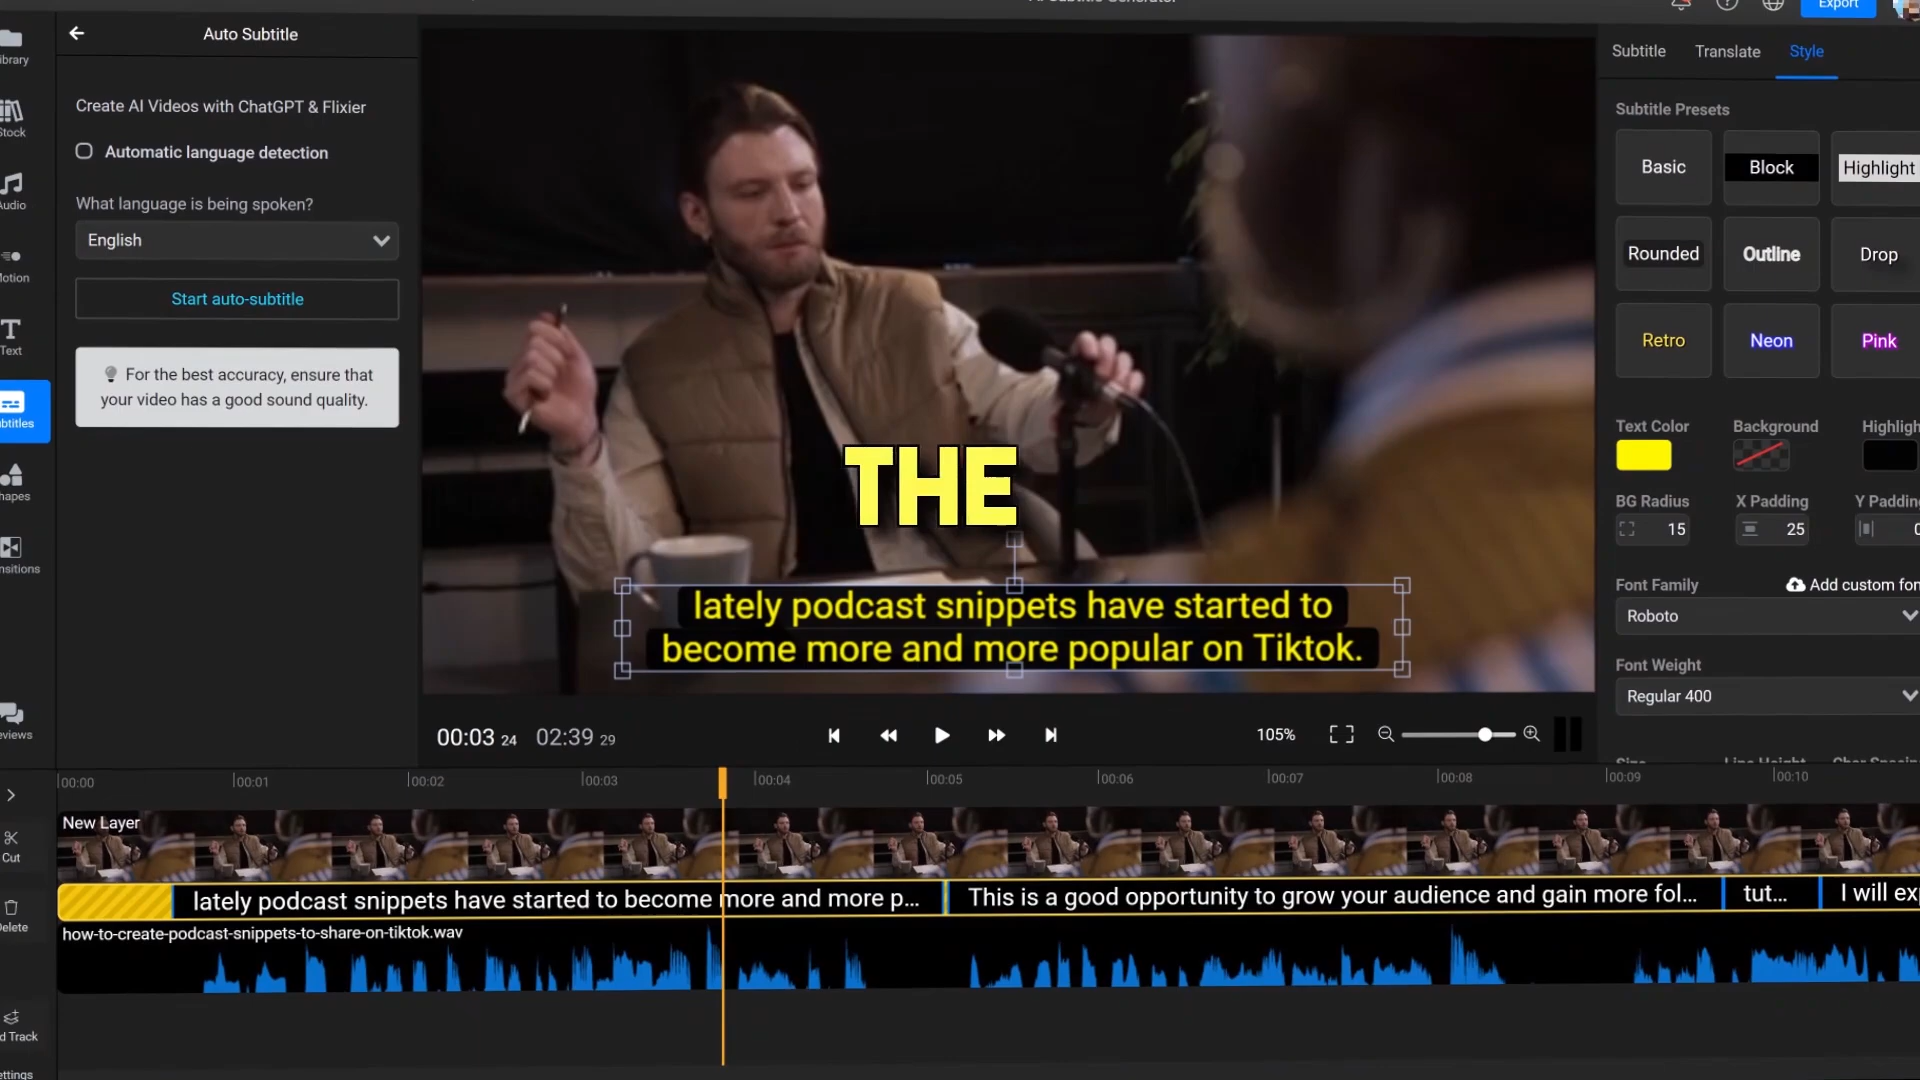 Export
Auto Subtitle
Create AI Videos with ChatGPT & Flixier
Automatic language detection
What language is being spoken?
English
Start auto-subtitle
For the best accuracy, ensure that
your video has a good sound quality.
THE
lately podcast snippets have started to
become more and more popular on Tiktok.
Subtitle Translate Style
Subtitle Presets
Basic Block Highlight
Rounded Outline Drop
Retro Neon Pink
Text Color Background Highligh
15 25
BG Radius X Padding Y Paddin
Font Family Add custom fon
Roboto
Font Weight
Regular 400
ibrary
Stock
Audio
Motion
Text
btitles
hapes
nsitions
eviews
00:03 24 02:39 29
105%
00:00 00:01 00:02 00:03 00:04 00:05 00:06 00:07 00:08 00:09 00:10
New Layer
Cut
lately podcast snippets have started to become more and more p... This is a good opportunity to grow your audience and gain more fol... tut... I will ex
elete
how-to-create-podcast-snippets-to-share-on-tiktok.wav
d Track
ettings